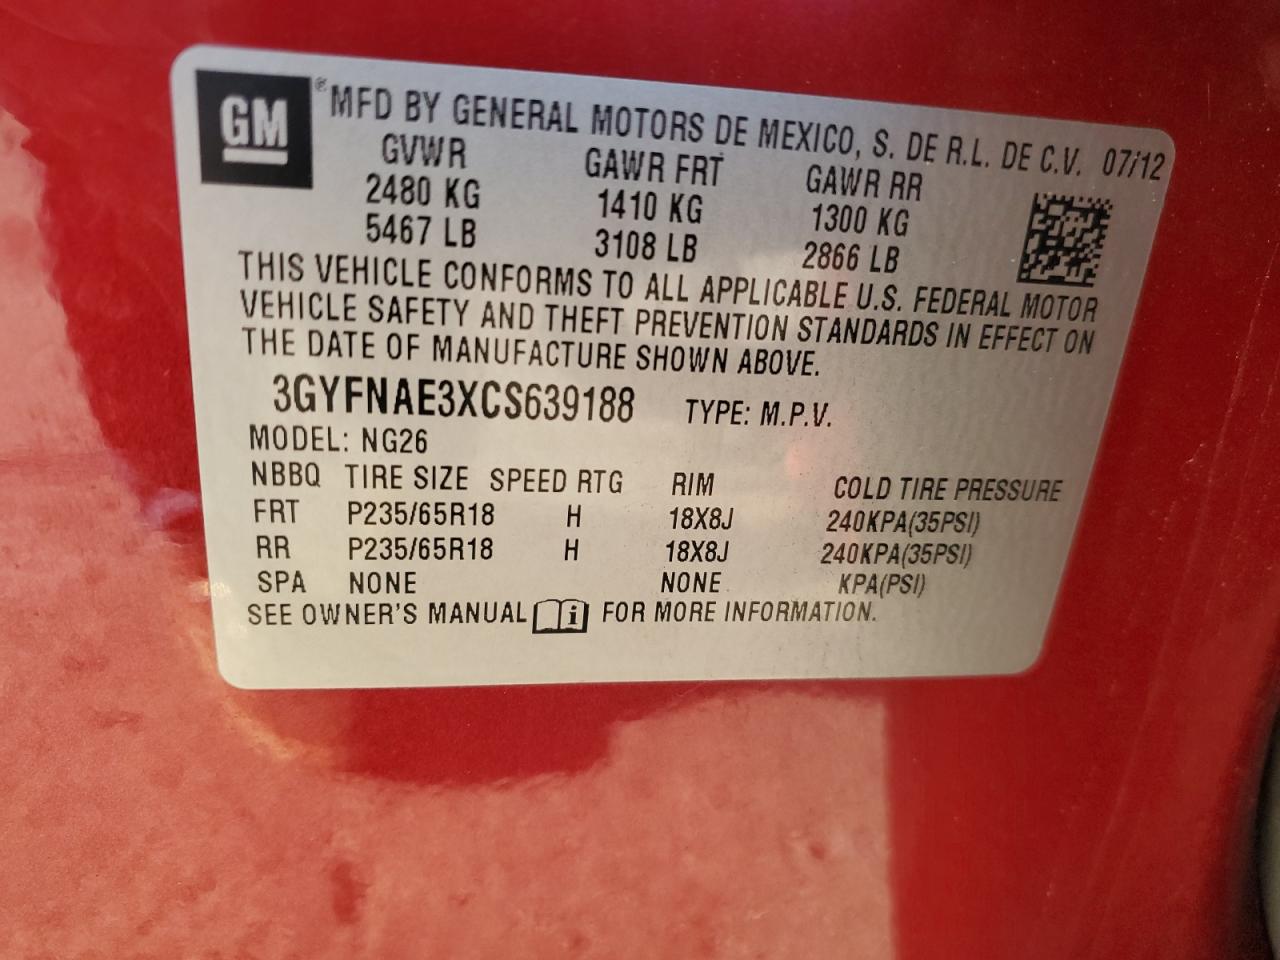 GM ® MFD BY GENERAL MOTORS DE MEXICO, S. DE R.L. DE C.V. 07/12
GVWR GAWR FRT GAWR RR
2480 KG 1410 KG 1300 KG
5467 LB 3108 LB 2866 LB
THIS VEHICLE CONFORMS TO ALL APPLICABLE U.S. FEDERAL MOTOR
VEHICLE SAFETY AND THEFT PREVENTION STANDARDS IN EFFECT ON
THE DATE OF MANUFACTURE SHOWN ABOVE.
3GYFNAE3XCS639188 TYPE: M.P.V.
MODEL: NG26
NBBQ TIRE SIZE SPEED RTG RIM COLD TIRE PRESSURE
FRT P235/65R18 H 18X8J 240KPA(35PSI)
RR P235/65R18 H 18X8J 240KPA(35PSI)
SPA NONE NONE KPA(PSI)
SEE OWNER'S MANUAL i FOR MORE INFORMATION.